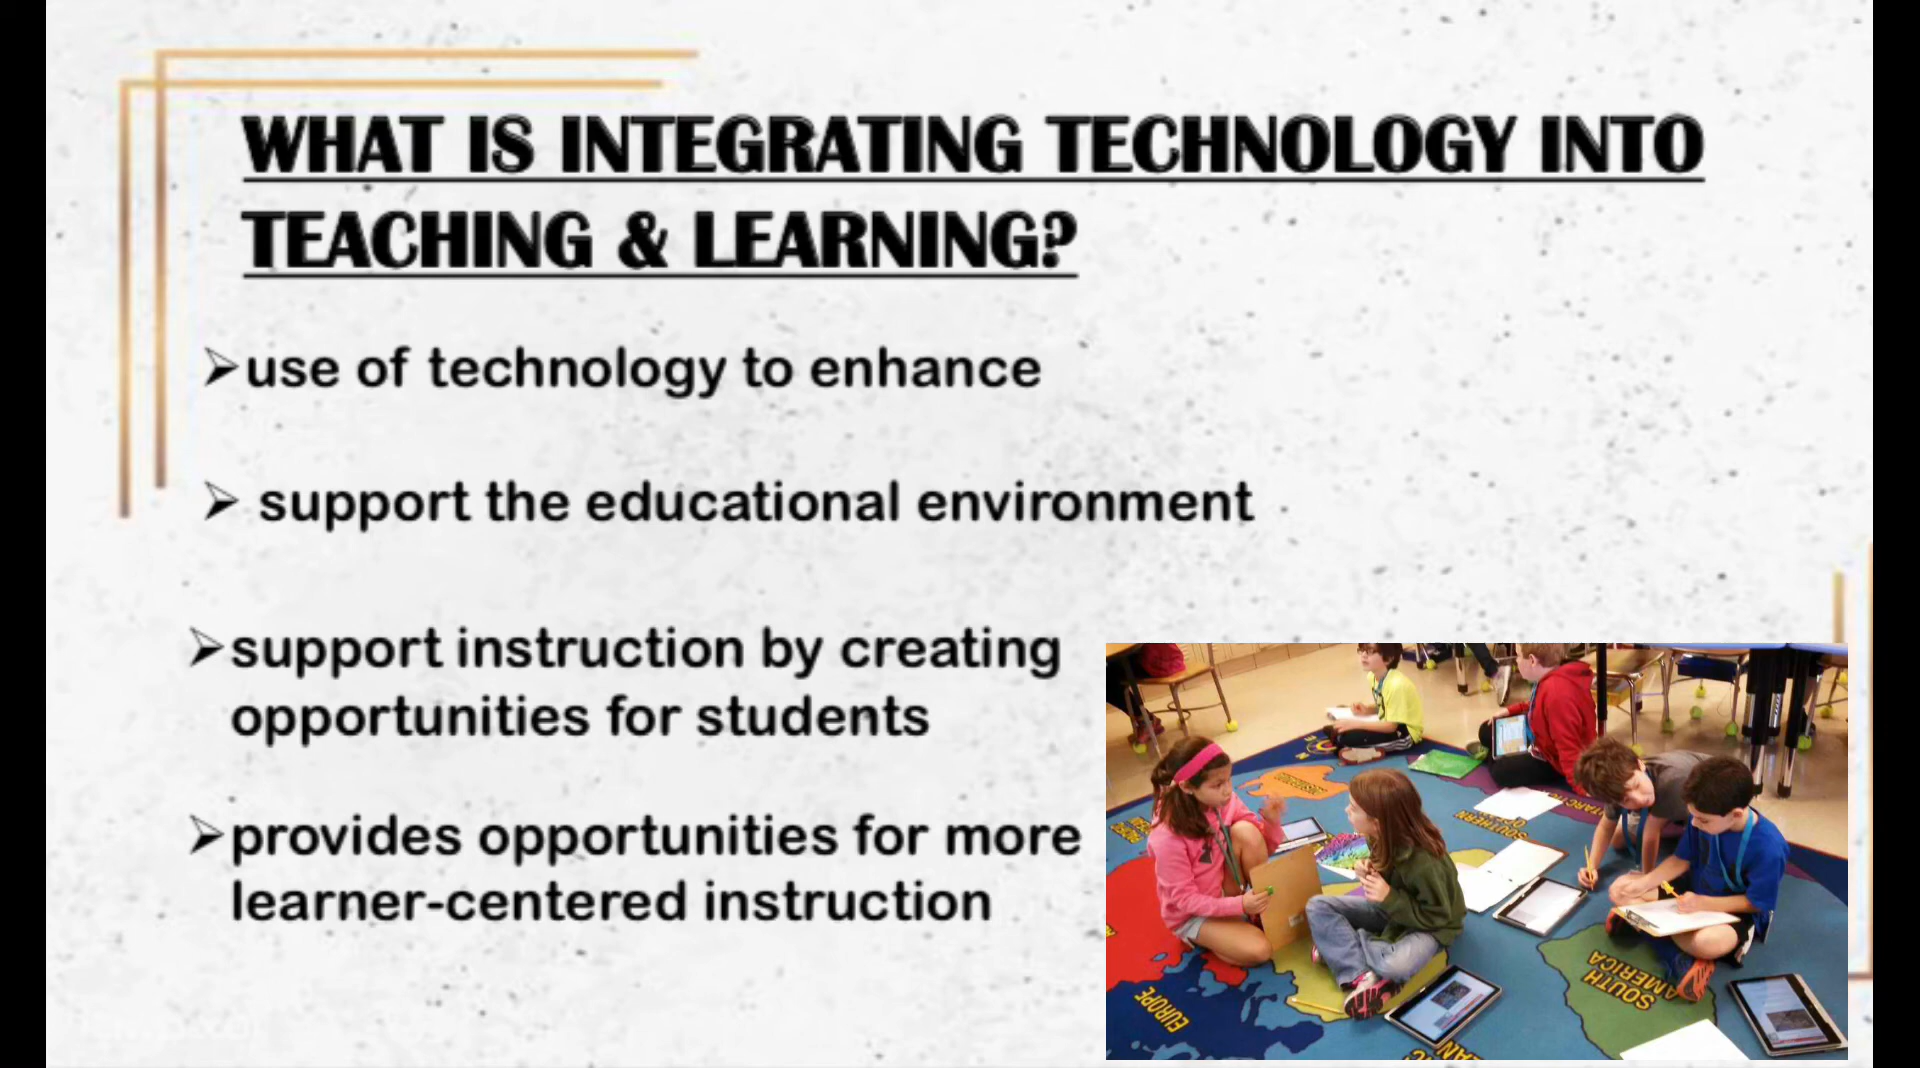 WHAT IS INTEGRATING TECHNOLOGY INTO
TEACHING & LEARNING?
➢use of technology to enhance
➢ support the educational environment
➢support instruction by creating
opportunities for students
➢provides opportunities for more
learner-centered instruction
SOUTH
AMERICA
EUROPE